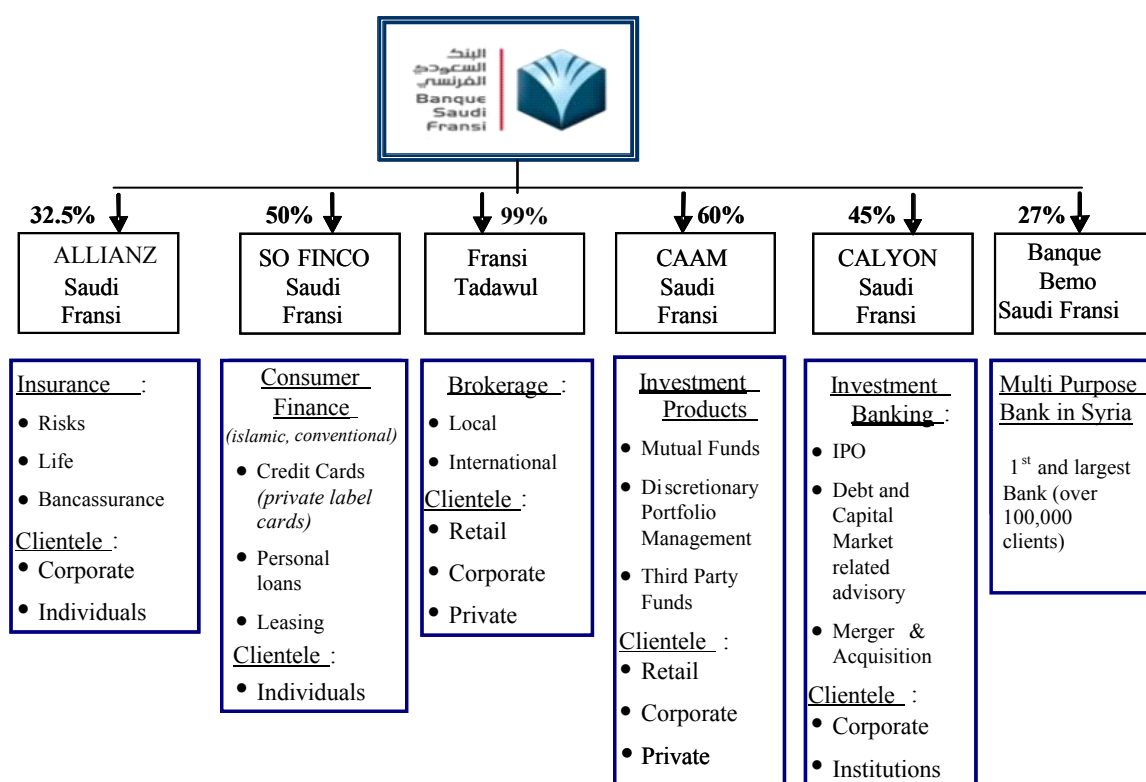 البنك
السعودي
الفرنسي
Banque
Saudi
Fransi
32.5%
50%
99%
60%
45%
27%
ALLIANZ
Saudi
Fransi
SO FINCO
Saudi
Fransi
Fransi
Tadawul
CAAM
Saudi
Fransi
CALYON
Saudi
Fransi
Banque
Bemo
Saudi Fransi
Insurance :
• Risks
• Life
• Bancassurance
Clientele :
• Corporate
• Individuals
Consumer
Finance
(islamic, conventional)
• Credit Cards
(private label
cards)
• Personal
loans
• Leasing
Clientele :
• Individuals
Brokerage :
• Local
• International
Clientele :
• Retail
• Corporate
• Private
Investment
Products
• Mutual Funds
• Discretionary
Portfolio
Management
• Third Party
Funds
Clientele :
• Retail
• Corporate
• Private
Investment
Banking :
• IPO
• Debt and
Capital
Market
related
advisory
• Merger &
Acquisition
Clientele :
• Corporate
• Institutions
Multi Purpose
Bank in Syria
1st and largest
Bank (over
100,000
clients)